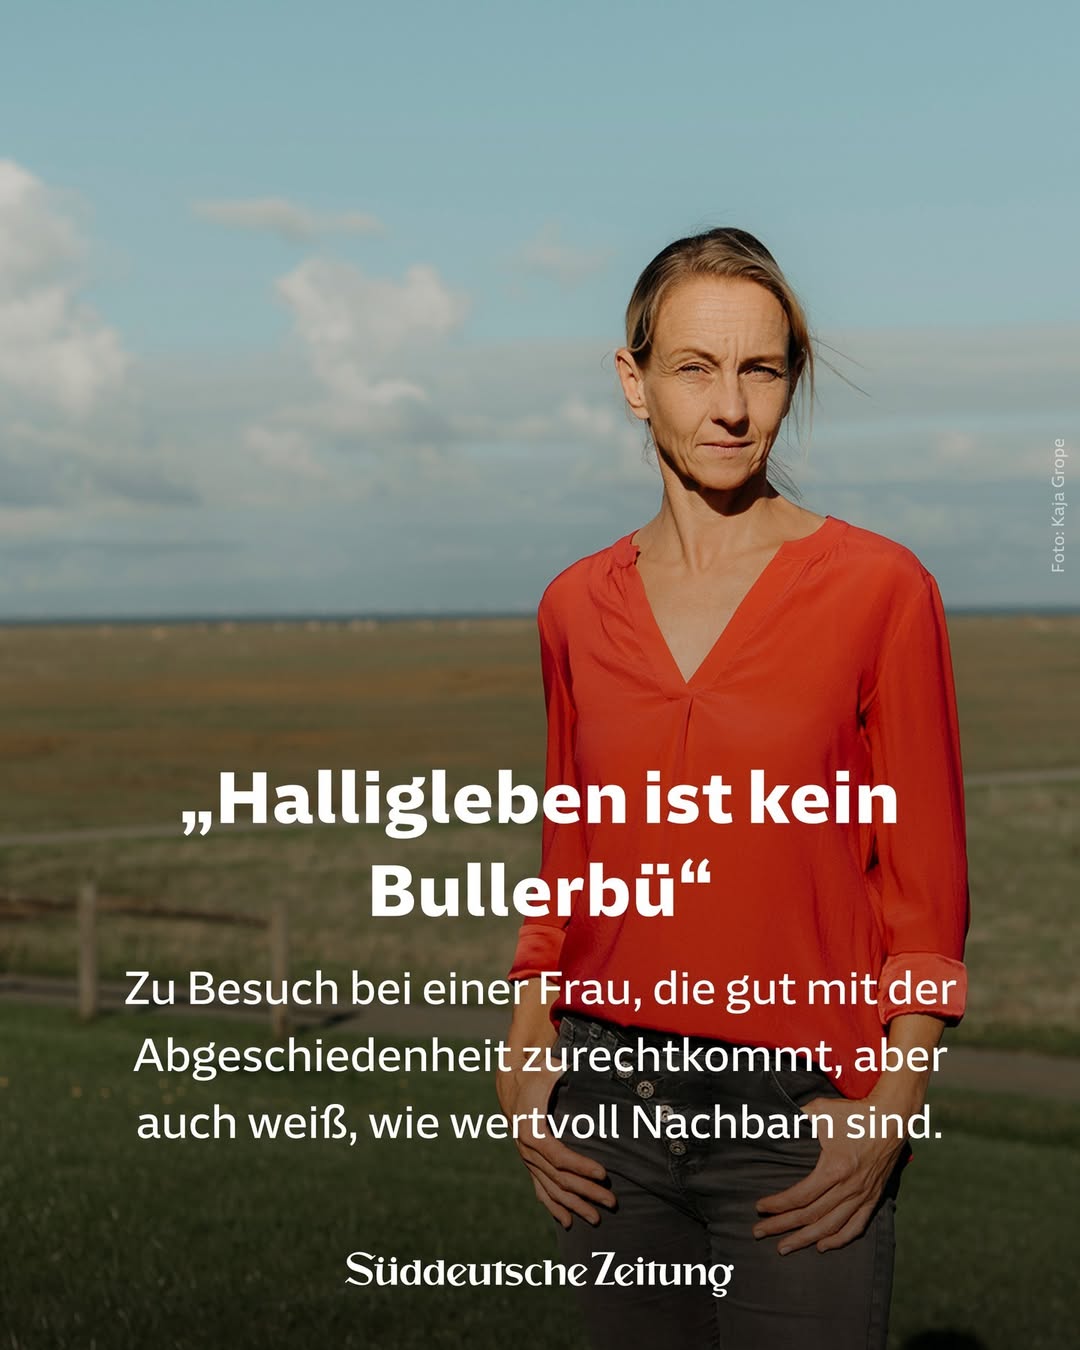 Foto: Kaja Grope
„Halligleben ist kein
Bullerbü“
Zu Besuch bei einer Frau, die gut mit der
Abgeschiedenheit zurechtkommt, aber
auch weiß, wie wertvoll Nachbarn sind.
Süddeutsche Zeitung